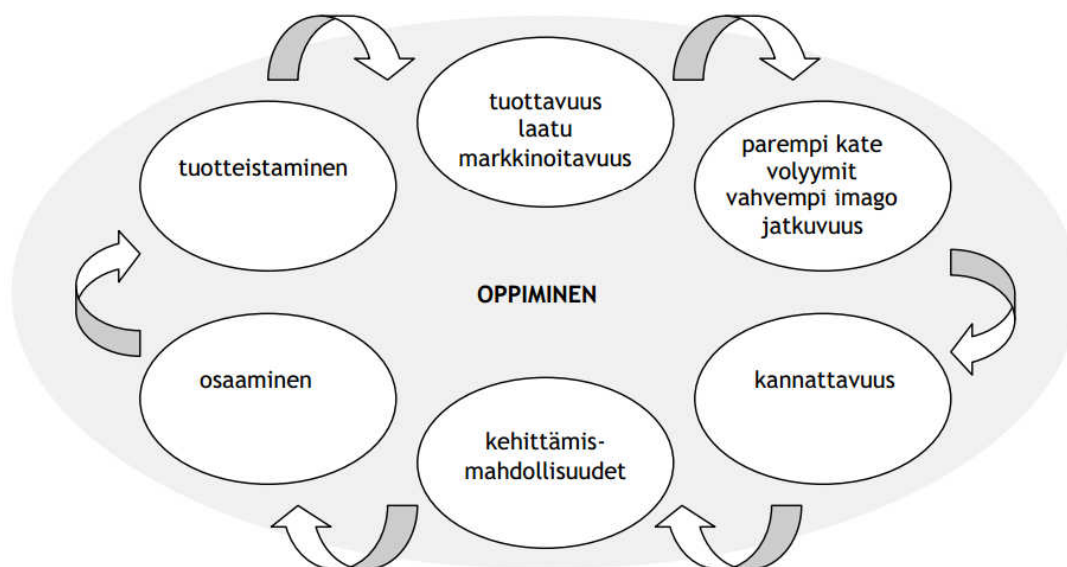 tuotteistaminen
tuottavuus
laatu
markkinoitavuus
parempi kate
volyymit
vahvempi imago
jatkuvuus
OPPIMINEN
osaaminen
kehittämis-
mahdollisuudet
kannattavuus